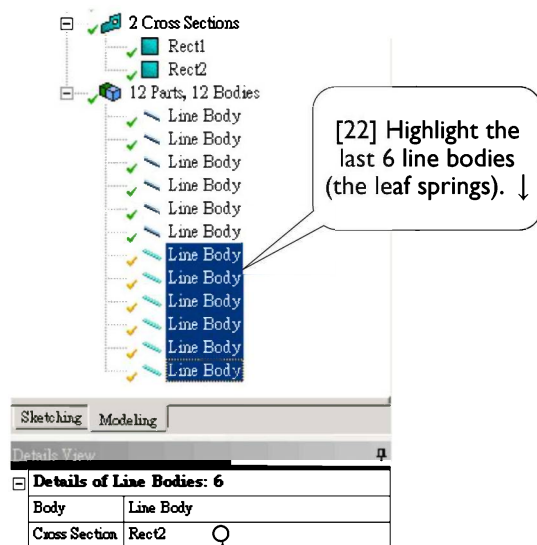 2 Cross Sections
Rect1
Rect2
12 Parts, 12 Bodies
Line Body
Line Body
Line Body
Line Body
Line Body
Line Body
Line Body
Line Body
Line Body
Line Body
Line Body
Line Body
[22] Highlight the
last 6 line bodies
(the leaf springs). ↓
Sketching Modeling
Details View
Details of Line Bodies: 6
Body Line Body
Cross Section Rect2